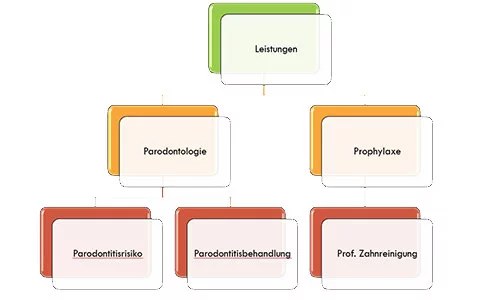 Leistungen
Parodontologie
Prophylaxe
Parodontitisrisiko
Parodontitisbehandlung
Prof. Zahnreinigung